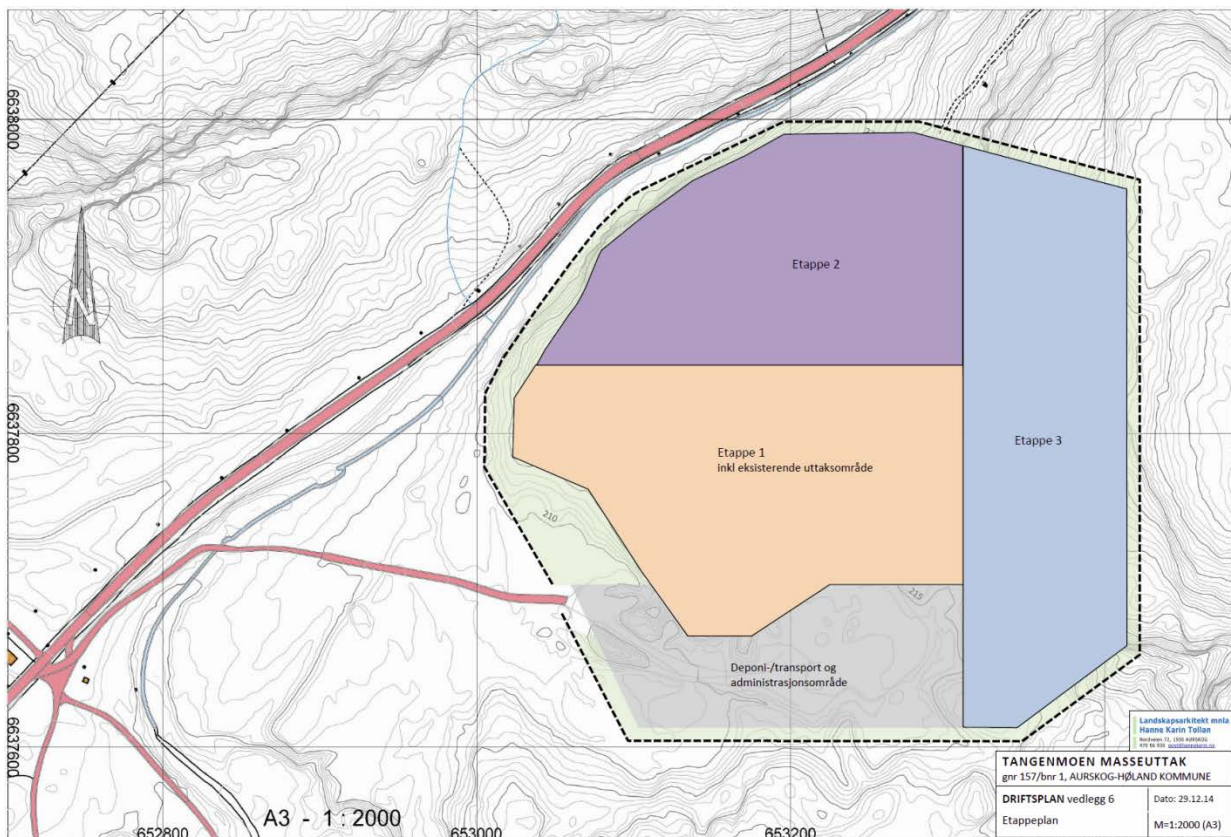 6638000
Etappe 2
6637800
Etappe 3
Etappe 1
inkl eksisterende uttaksområde
210
215
Deponi-/transport og
administrasjonsområde
6637600
N
Landskapsarkitekt mnla
Hanne Karin Tollan
TANGENMOEN MASSEUTTAK
gnr 157/bnr 1, AURSKOG-HØLAND KOMMUNE
DRIFTSPLAN vedlegg 6
Dato: 29.12.14
Etappeplan
M=1:2000 (A3)
A3 - 1 : 2000
652800
653000
653200